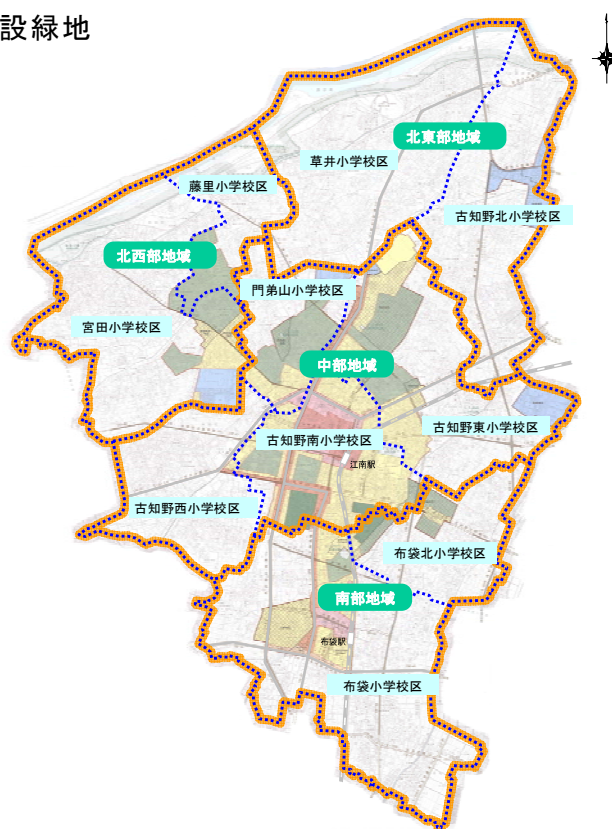 設緑地
北東部地域
草井小学校区
藤里小学校区
古知野北小学校区
北西部地域
門弟山小学校区
宮田小学校区
中部地域
古知野東小学校区
古知野南小学校区
江南駅
古知野西小学校区
布袋北小学校区
南部地域
布袋駅
布袋小学校区